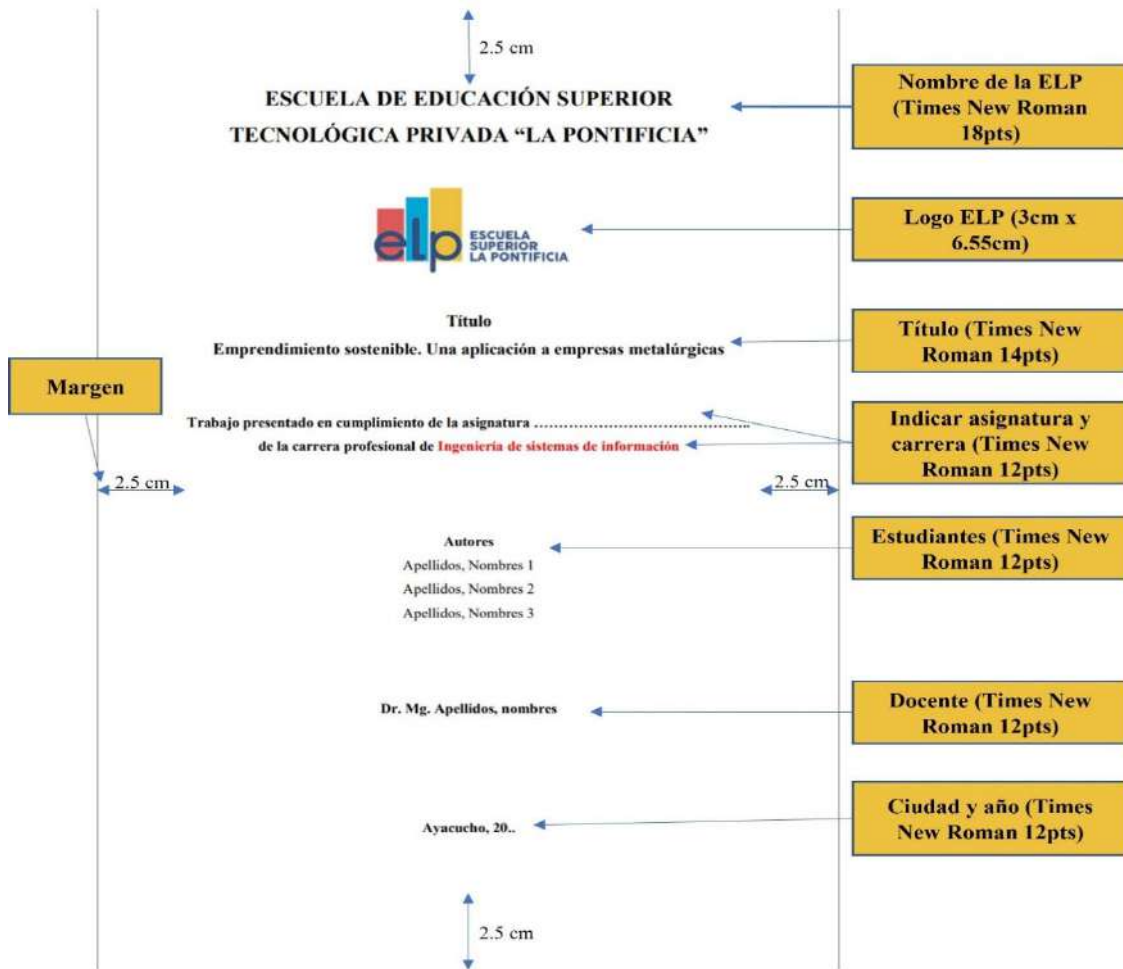 2.5 cm
ESCUELA DE EDUCACIÓN SUPERIOR
TECNOLÓGICA PRIVADA “LA PONTIFICIA”
Nombre de la ELP
(Times New Roman
18pts)
elp
ESCUELA
SUPERIOR
LA PONTIFICIA
Logo ELP (3cm x
6.55cm)
Título
Emprendimiento sostenible. Una aplicación a empresas metalúrgicas
Título (Times New
Roman 14pts)
Margen
Trabajo presentado en cumplimiento de la asignatura ......................................................
de la carrera profesional de Ingeniería de sistemas de información
Indicar asignatura y
carrera (Times New
Roman 12pts)
2.5 cm
2.5 cm
Autores
Apellidos, Nombres 1
Apellidos, Nombres 2
Apellidos, Nombres 3
Estudiantes (Times New
Roman 12pts)
Dr. Mg. Apellidos, nombres
Docente (Times New
Roman 12pts)
Ayacucho, 20..
Ciudad y año (Times
New Roman 12pts)
2.5 cm